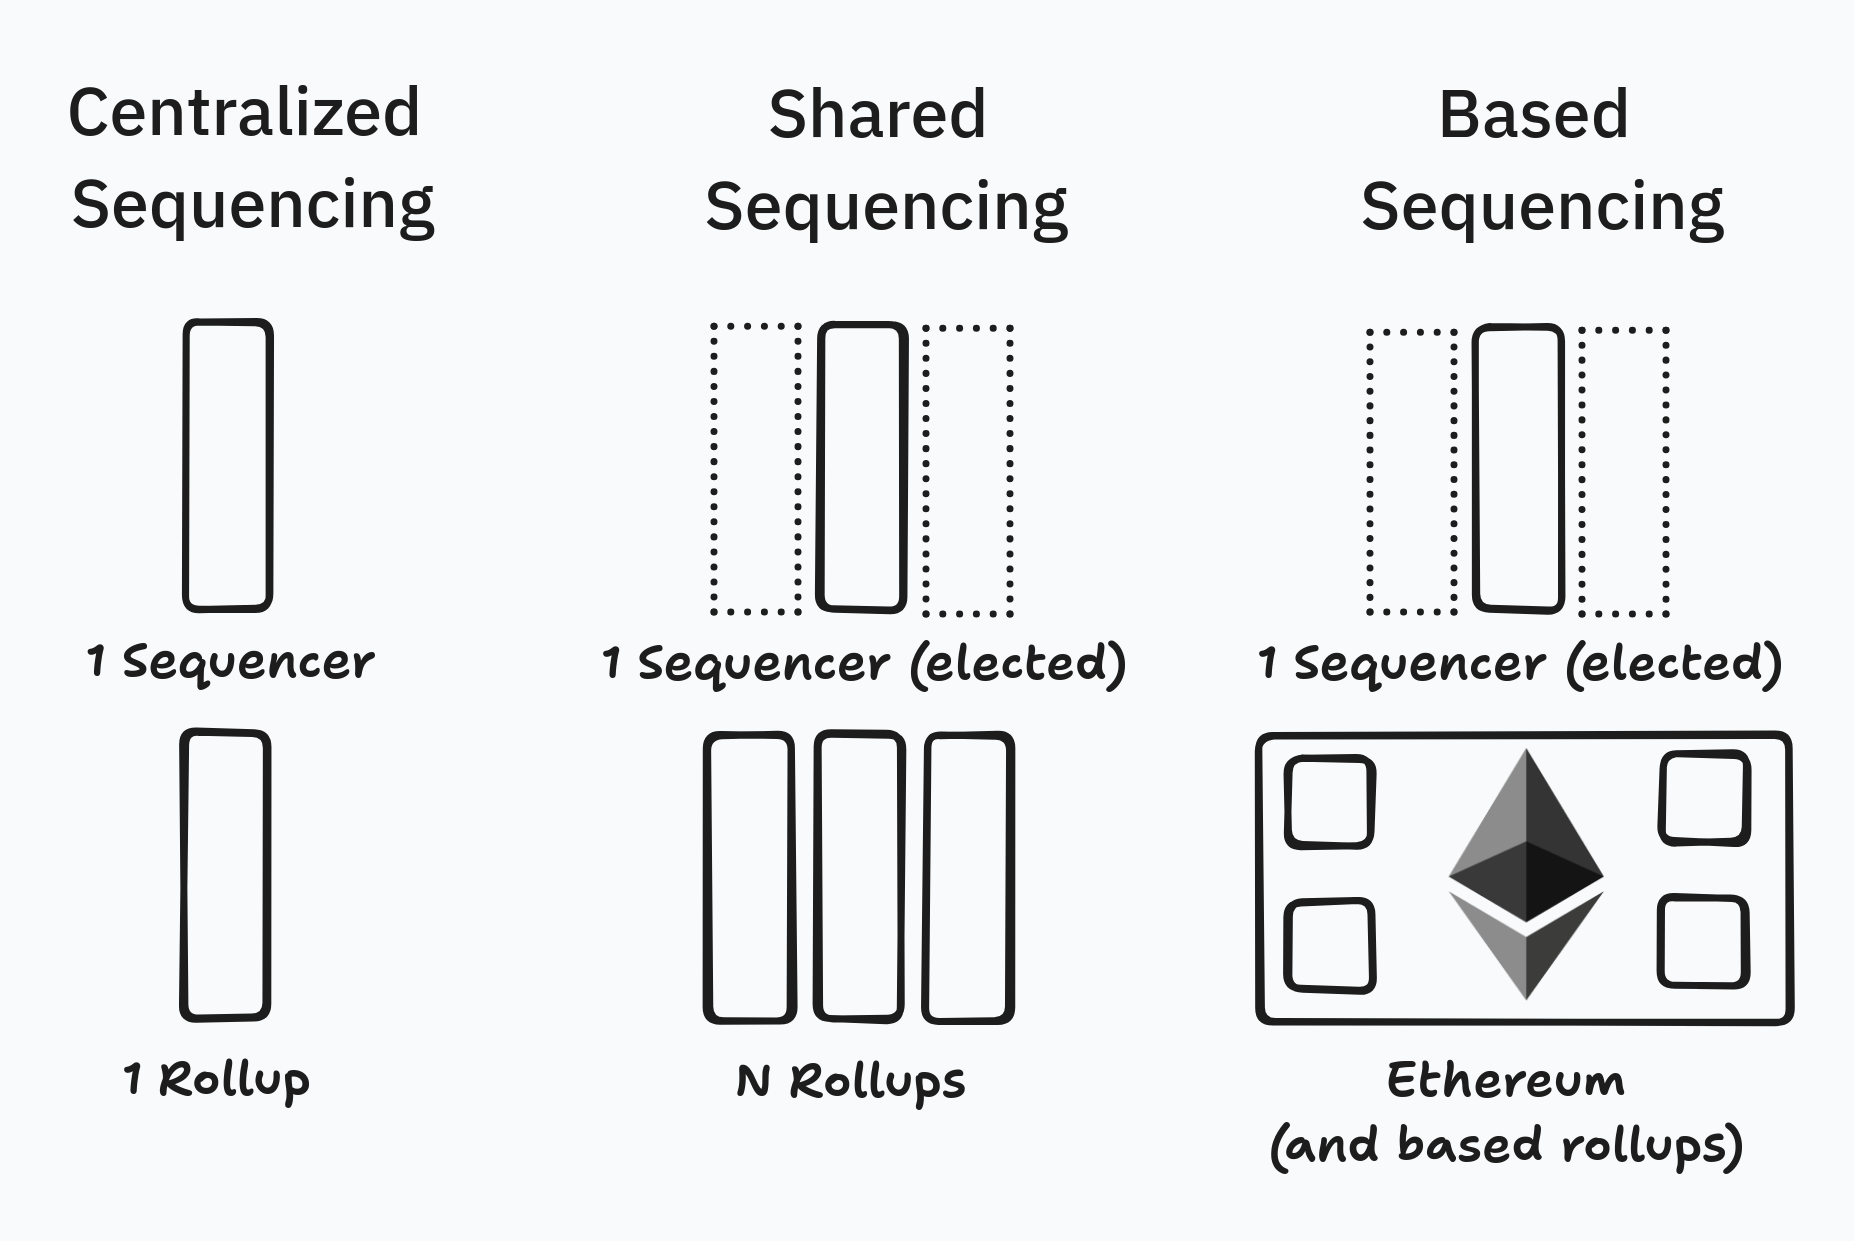 Centralized
Sequencing
Shared
Sequencing
Based
Sequencing
1 Sequencer
1 Sequencer (elected)
1 Sequencer (elected)
1 Rollup
N Rollups
Ethereum
(and based rollups)